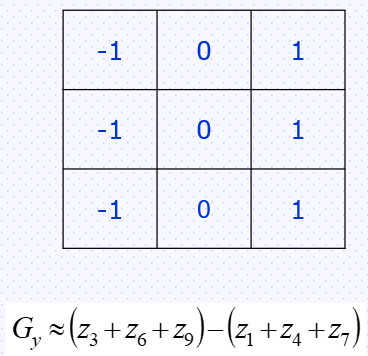 -1 0 1
-1 0 1
-1 0 1
G_y ≈ (z_3 + z_6 + z_9) − (z_1 + z_4 + z_7)